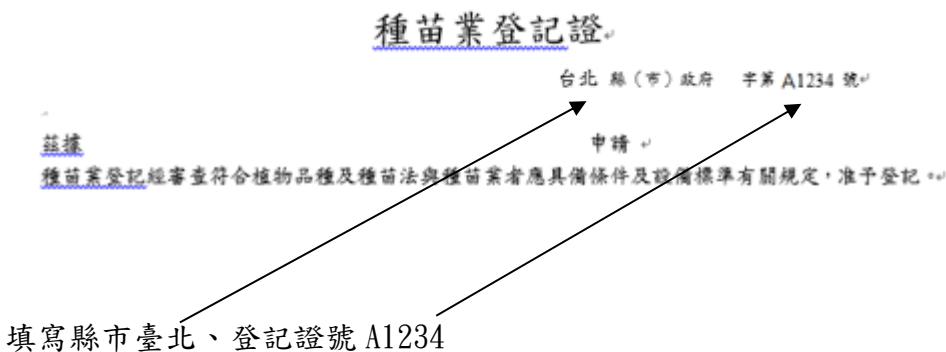 種苗業登記證
台北 縣（市）政府 字第 A1234 號
茲據 申請
種苗業登記經審查符合植物品種及種苗法與種苗業者應具備條件及設備標準有關規定，准予登記。
填寫縣市臺北、登記證號 A1234